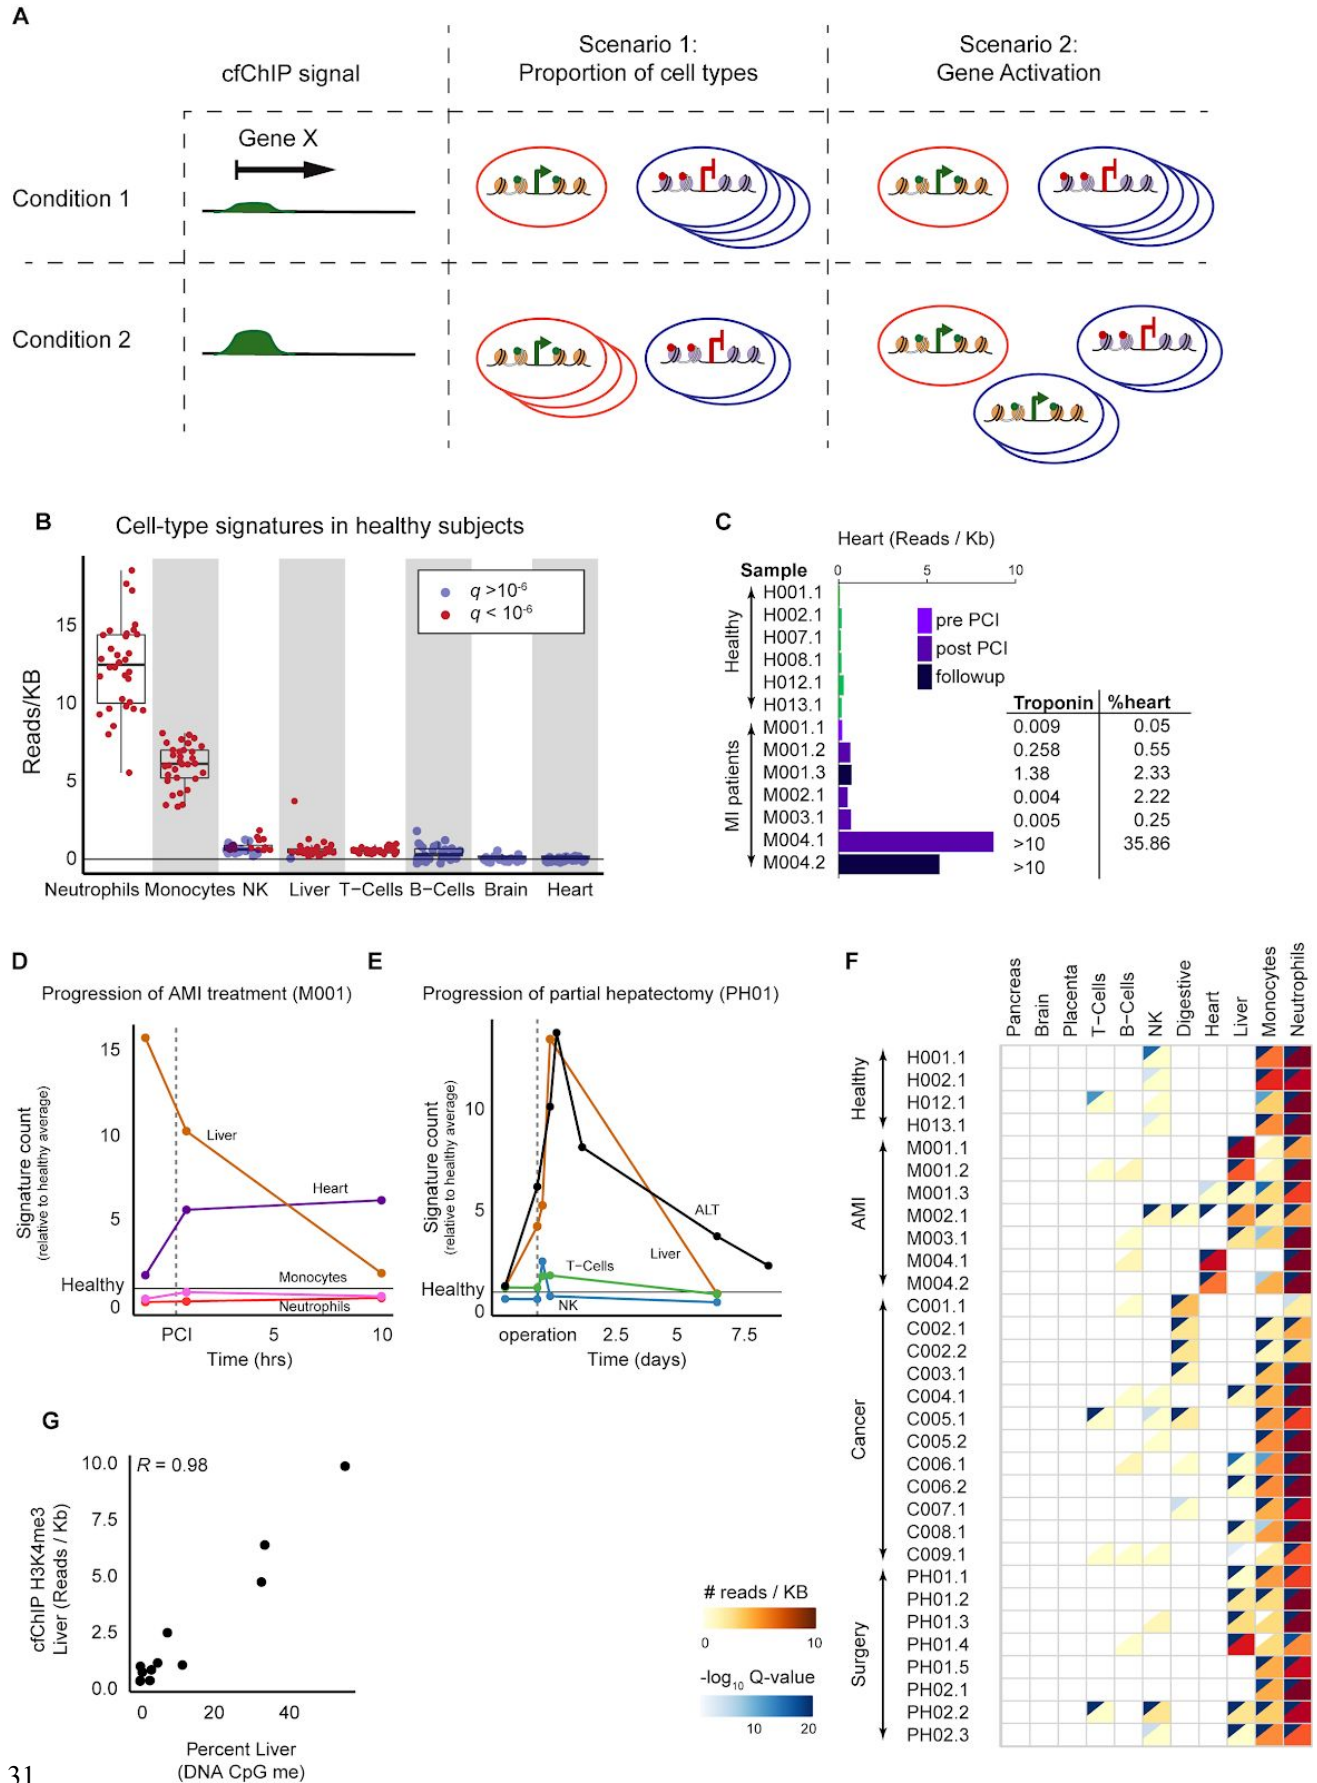 A
cfChIP signal
Scenario 1:
Proportion of cell types
Scenario 2:
Gene Activation
Gene X
Condition 1
Condition 2
B
Cell-type signatures in healthy subjects
q >10-6
q < 10-6
Reads/KB
15
10
5
0
Neutrophils Monocytes NK Liver T−Cells B−Cells Brain Heart
C
Heart (Reads / Kb)
Sample
0 5 10
Healthy
H001.1
H002.1
H007.1
H008.1
H012.1
H013.1
MI patients
M001.1
M001.2
M001.3
M002.1
M003.1
M004.1
M004.2
pre PCI
post PCI
followup
Troponin %heart
0.009 0.05
0.258 0.55
1.38 2.33
0.004 2.22
0.005 0.25
>10 35.86
>10
D
Progression of AMI treatment (M001)
Signature count
(relative to healthy average)
15
10
5
Healthy
0
Liver
Heart
Monocytes
Neutrophils
PCI 5 10
Time (hrs)
E
Progression of partial hepatectomy (PH01)
Signature count
(relative to healthy average)
10
5
Healthy
0
ALT
Liver
T−Cells
NK
operation 2.5 5 7.5
Time (days)
F
Pancreas
Brain
Placenta
T−Cells
B−Cells
NK
Digestive
Heart
Liver
Monocytes
Neutrophils
Healthy
H001.1
H002.1
H012.1
H013.1
AMI
M001.1
M001.2
M001.3
M002.1
M003.1
M004.1
M004.2
Cancer
C001.1
C002.1
C002.2
C003.1
C004.1
C005.1
C005.2
C006.1
C006.2
C007.1
C008.1
C009.1
Surgery
PH01.1
PH01.2
PH01.3
PH01.4
PH01.5
PH02.1
PH02.2
PH02.3
# reads / KB
0 10
-log10 Q-value
10 20
G
R = 0.98
cfChIP H3K4me3
Liver (Reads / Kb)
10.0
7.5
5.0
2.5
0.0
0 20 40
Percent Liver
(DNA CpG me)
31